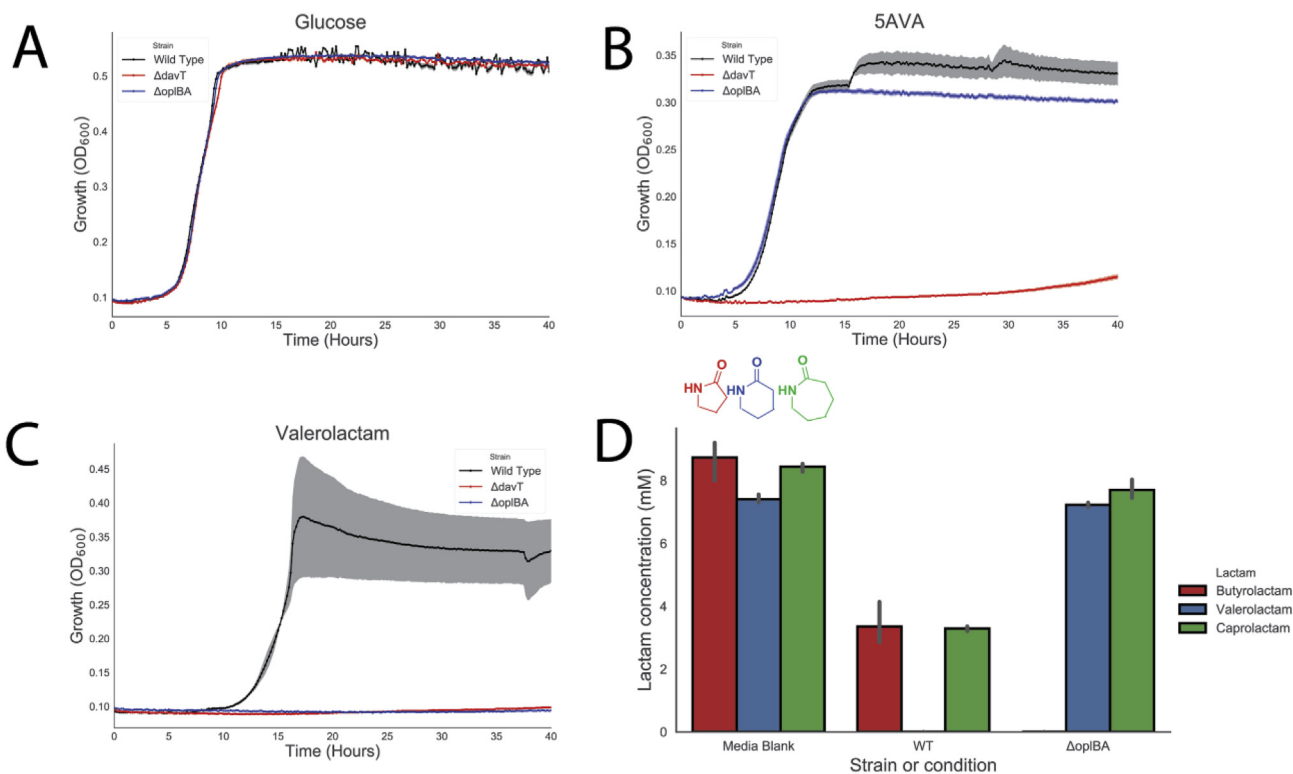 A
Glucose
Strain
Wild Type
ΔdavT
ΔoplBA
Growth (OD600)
0.5
0.4
0.3
0.2
0.1
0 5 10 15 20 25 30 35 40
Time (Hours)
B
5AVA
Strain
Wild Type
ΔdavT
ΔoplBA
Growth (OD600)
0.35
0.30
0.25
0.20
0.15
0.10
0 5 10 15 20 25 30 35 40
Time (Hours)
C
Valerolactam
Strain
Wild Type
ΔdavT
ΔoplBA
Growth (OD600)
0.45
0.40
0.35
0.30
0.25
0.20
0.15
0.10
0 5 10 15 20 25 30 35 40
Time (Hours)
O O O
HN HN HN
D
Lactam concentration (mM)
8
6
4
2
0
Lactam
Butyrolactam
Valerolactam
Caprolactam
Media Blank WT ΔoplBA
Strain or condition